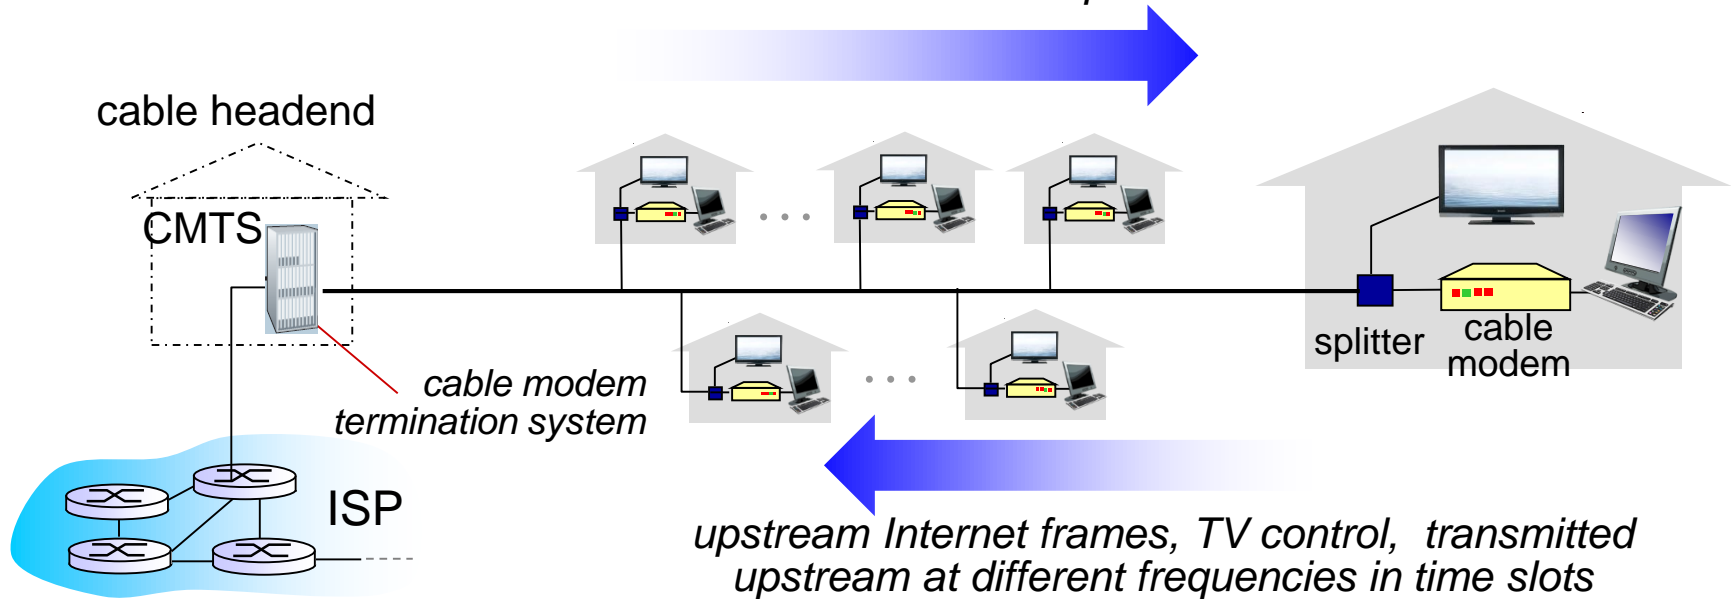 cable headend
CMTS
cable modem
termination system
ISP
splitter
cable
modem
upstream Internet frames, TV control, transmitted
upstream at different frequencies in time slots